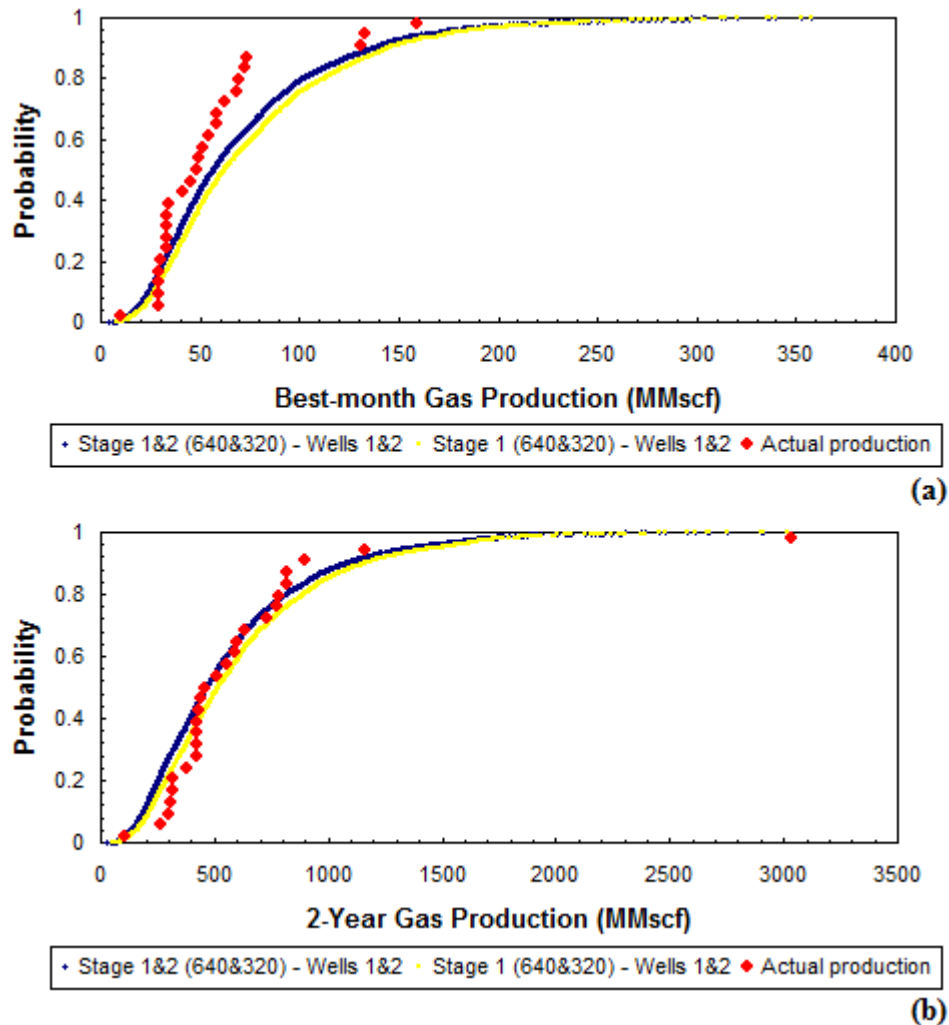 1
0.8
0.6
0.4
0.2
0
Probability
0 50 100 150 200 250 300 350 400
Best-month Gas Production (MMscf)
Stage 1&2 (640&320) - Wells 1&2 Stage 1 (640&320) - Wells 1&2 Actual production
(a)
1
0.8
0.6
0.4
0.2
0
Probability
0 500 1000 1500 2000 2500 3000 3500
2-Year Gas Production (MMscf)
Stage 1&2 (640&320) - Wells 1&2 Stage 1 (640&320) - Wells 1&2 Actual production
(b)